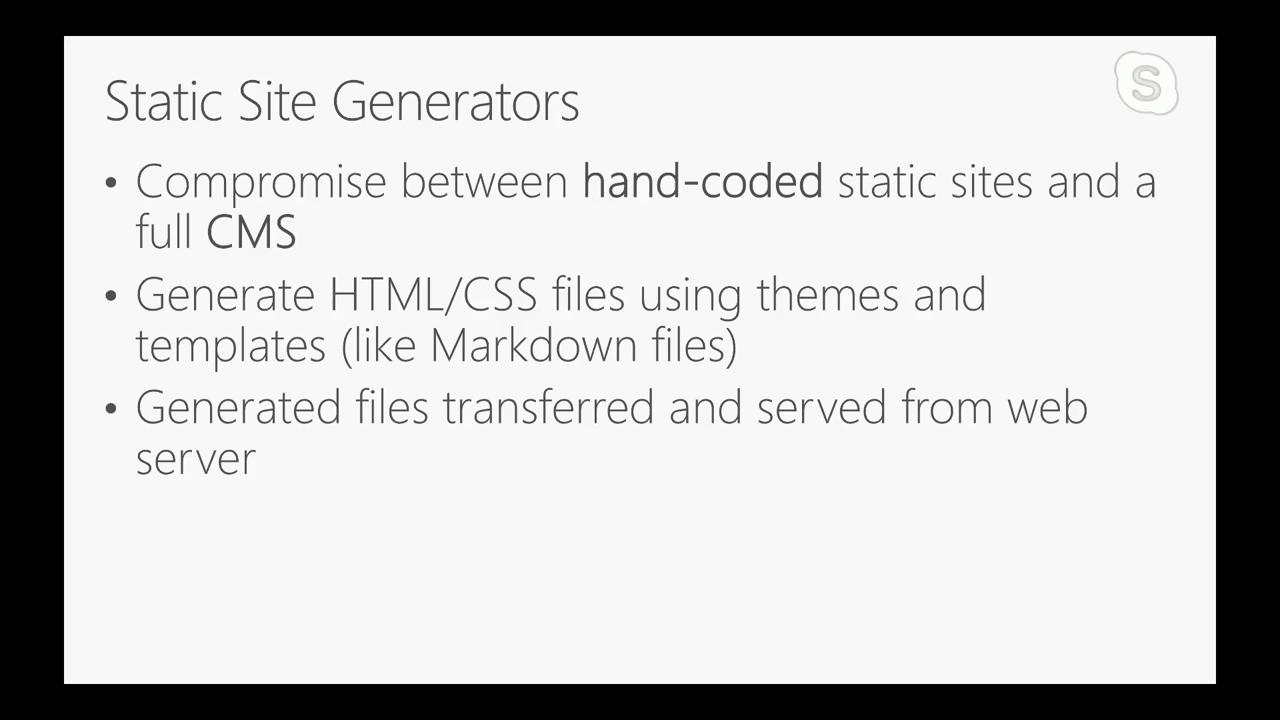 Static Site Generators
S
• Compromise between hand-coded static sites and a
full CMS
• Generate HTML/CSS files using themes and
templates (like Markdown files)
• Generated files transferred and served from web
server